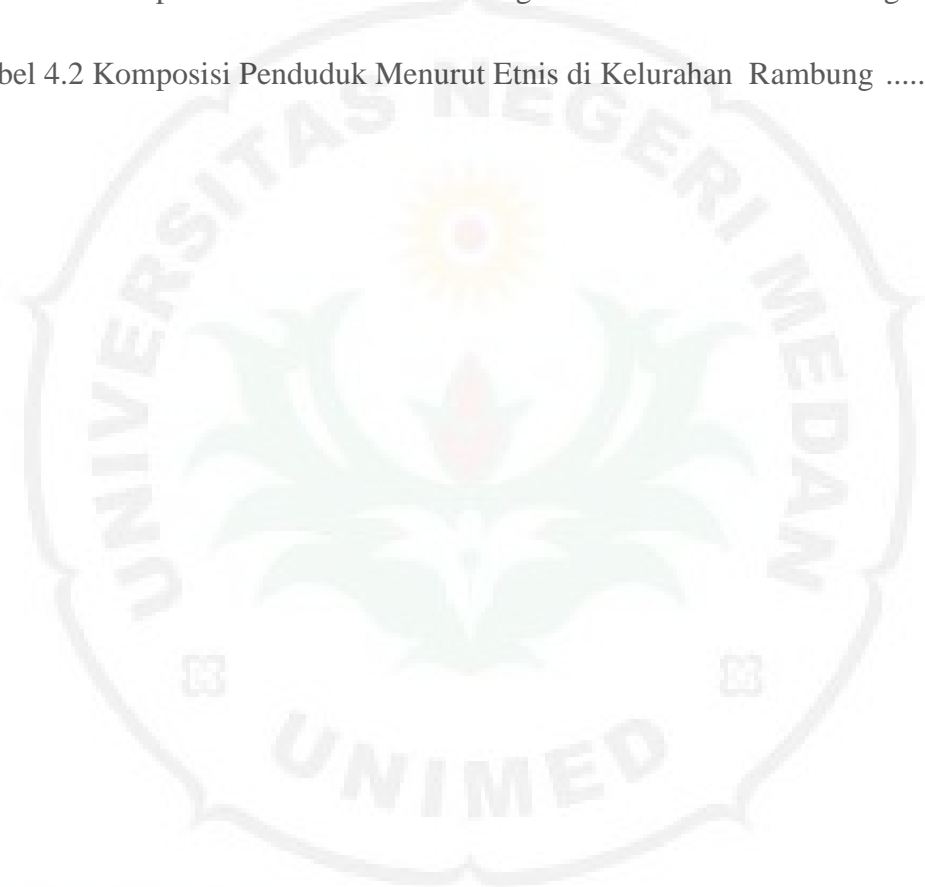 bel 4.2 Komposisi Penduduk Menurut Etnis di Kelurahan Rambung .....
UNIVERSITAS NEGERI MEDAN
UNIMED